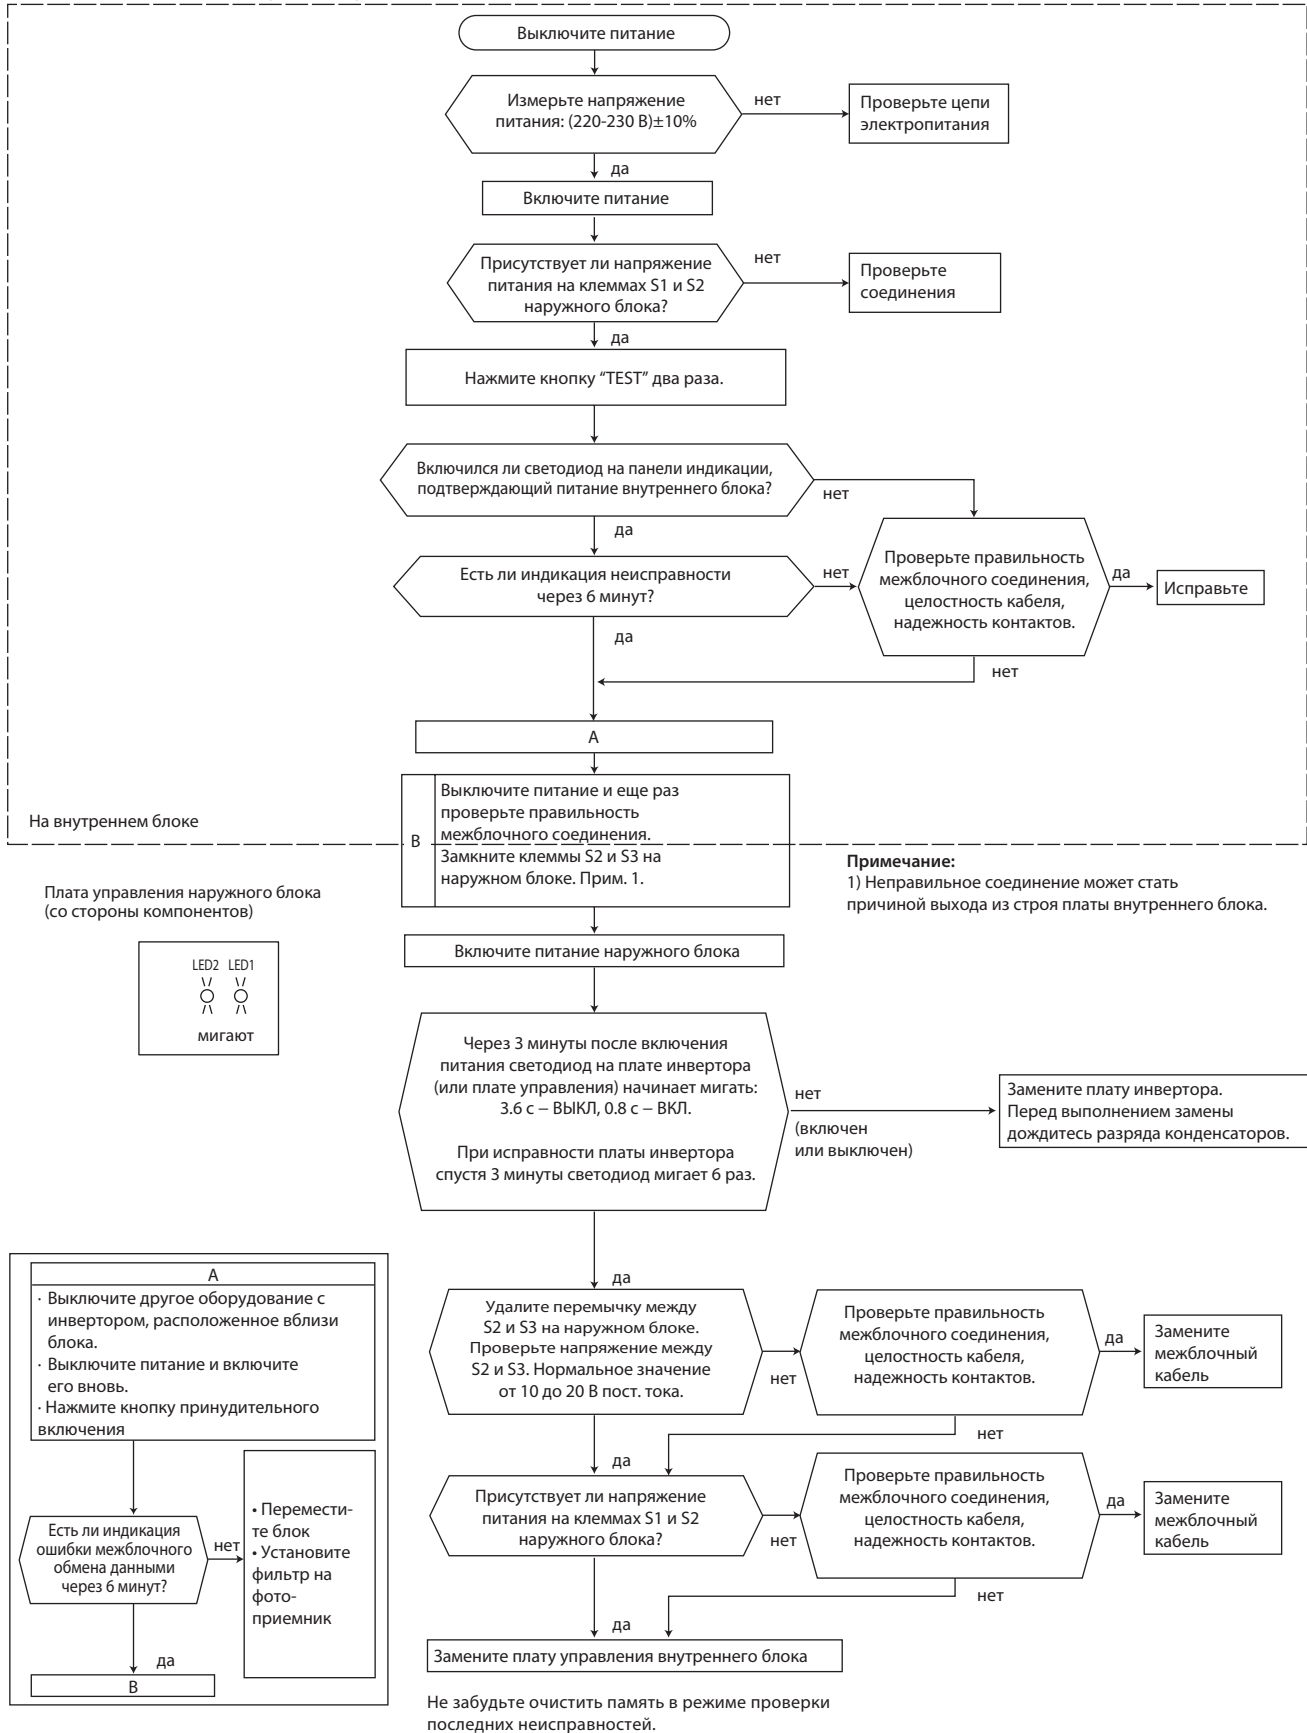 Выключите питание
Измерьте напряжение
питания: (220-230 В)±10%
нет
Проверьте цепи
электропитания
да
Включите питание
Присутствует ли напряжение
питания на клеммах S1 и S2
наружного блока?
нет
Проверьте
соединения
да
Нажмите кнопку “TEST” два раза.
Включился ли светодиод на панели индикации,
подтверждающий питание внутреннего блока?
нет
да
Есть ли индикация неисправности
через 6 минут?
нет
Проверьте правильность
межблочного соединения,
целостность кабеля,
надежность контактов.
да
Исправьте
да
нет
A
B
Выключите питание и еще раз
проверьте правильность
межблочного соединения.
Замкните клеммы S2 и S3 на
наружном блоке. Прим. 1.
На внутреннем блоке
Примечание:
1) Неправильное соединение может стать
причиной выхода из строя платы внутреннего блока.
Плата управления наружного блока
(со стороны компонентов)
LED2 LED1
мигают
Включите питание наружного блока
Через 3 минуты после включения
питания светодиод на плате инвертора
(или плате управления) начинает мигать:
3.6 с – ВЫКЛ, 0.8 с – ВКЛ.
При исправности платы инвертора
спустя 3 минуты светодиод мигает 6 раз.
нет
(включен
или выключен)
Замените плату инвертора.
Перед выполнением замены
дождитесь разряда конденсаторов.
да
Удалите перемычку между
S2 и S3 на наружном блоке.
Проверьте напряжение между
S2 и S3. Нормальное значение
от 10 до 20 В пост. тока.
нет
Проверьте правильность
межблочного соединения,
целостность кабеля,
надежность контактов.
да
Замените
межблочный
кабель
нет
да
Присутствует ли напряжение
питания на клеммах S1 и S2
наружного блока?
нет
Проверьте правильность
межблочного соединения,
целостность кабеля,
надежность контактов.
да
Замените
межблочный
кабель
нет
да
Замените плату управления внутреннего блока
Не забудьте очистить память в режиме проверки
последних неисправностей.
A
· Выключите другое оборудование с
инвертором, расположенное вблизи
блока.
· Выключите питание и включите
его вновь.
· Нажмите кнопку принудительного
включения
Есть ли индикация
ошибки межблочного
обмена данными
через 6 минут?
нет
• Перемести-
те блок
• Установите
фильтр на
фото-
приемник
да
B